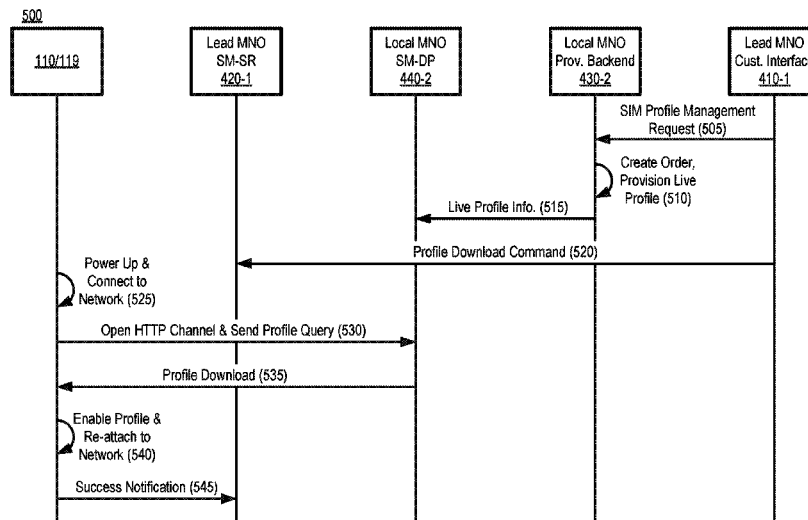 500
110/119
Lead MNO
SM-SR
420-1
Local MNO
SM-DP
440-2
Local MNO
Prov. Backend
430-2
Lead MNO
Cust. Interfac
410-1
SIM Profile Management
Request (505)
Create Order,
Provision Live
Profile (510)
Live Profile Info. (515)
Profile Download Command (520)
Power Up &
Connect to
Network (525)
Open HTTP Channel & Send Profile Query (530)
Profile Download (535)
Enable Profile &
Re-attach to
Network (540)
Success Notification (545)